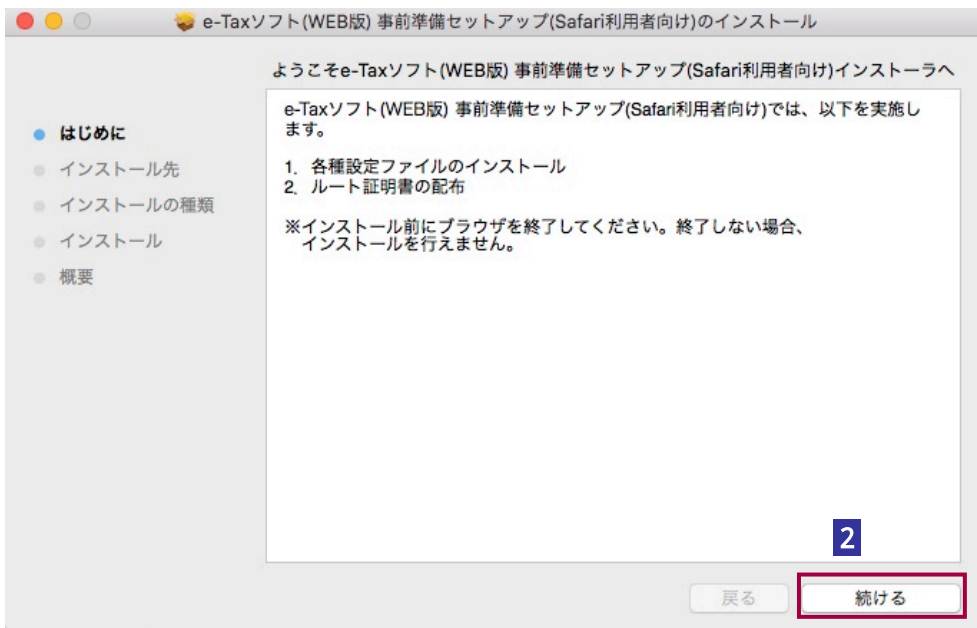 e-Taxソフト(WEB版) 事前準備セットアップ(Safari利用者向け)のインストール
ようこそe-Taxソフト(WEB版) 事前準備セットアップ(Safari利用者向け)インストーラへ
はじめに
インストール先
インストールの種類
インストール
概要
e-Taxソフト(WEB版) 事前準備セットアップ(Safari利用者向け)では、以下を実施し
ます。
1．各種設定ファイルのインストール
2．ルート証明書の配布
※インストール前にブラウザを終了してください。終了しない場合、
インストールを行えません。
2
戻る
続ける